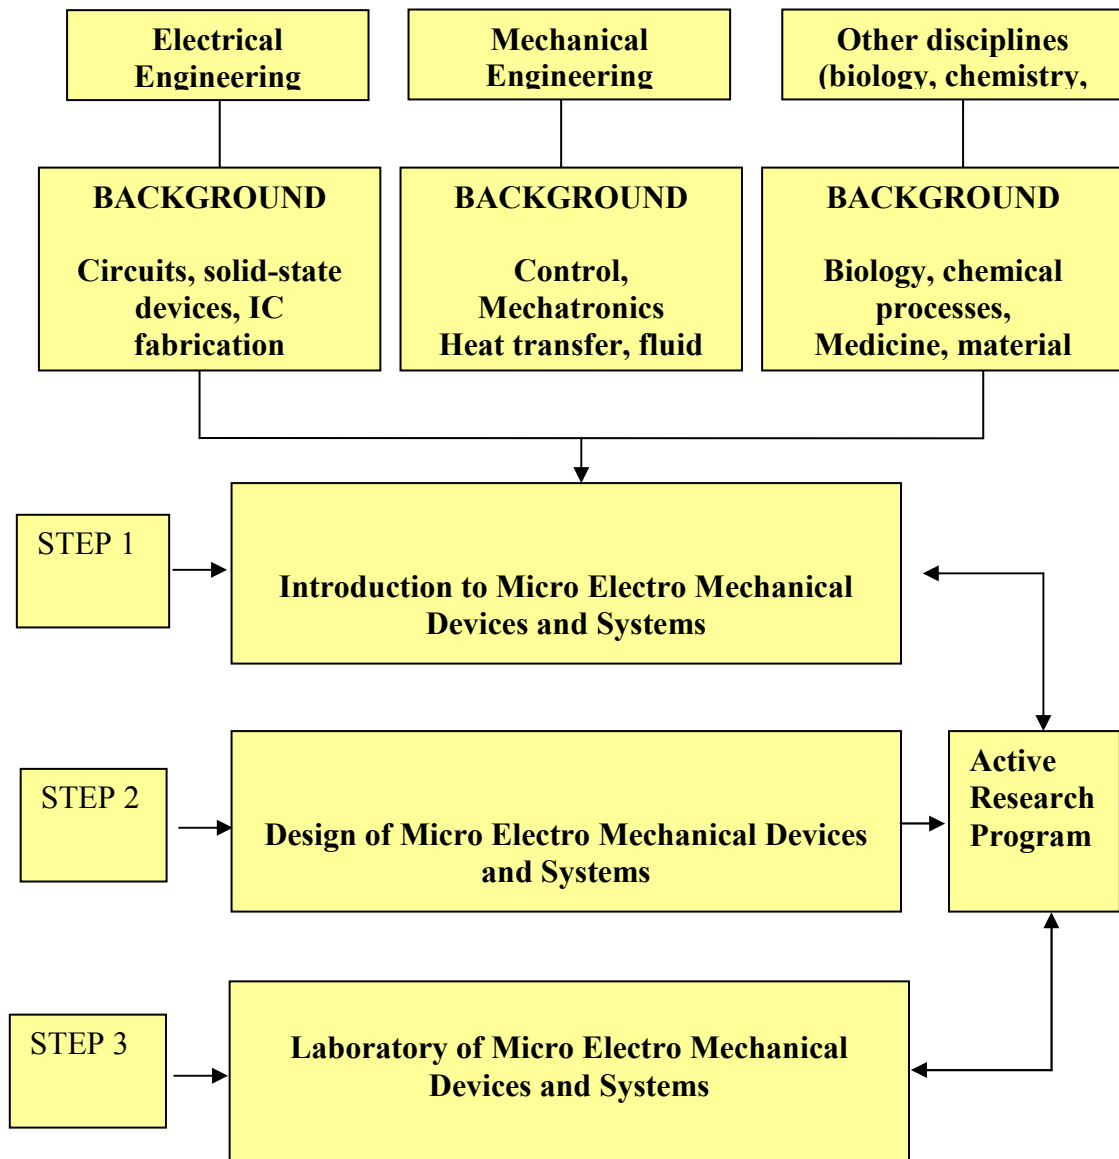 Electrical
Engineering
Mechanical
Engineering
Other disciplines
(biology, chemistry,
BACKGROUND
Circuits, solid-state
devices, IC
fabrication
BACKGROUND
Control,
Mechatronics
Heat transfer, fluid
BACKGROUND
Biology, chemical
processes,
Medicine, material
STEP 1
Introduction to Micro Electro Mechanical
Devices and Systems
STEP 2
Design of Micro Electro Mechanical Devices
and Systems
Active
Research
Program
STEP 3
Laboratory of Micro Electro Mechanical
Devices and Systems